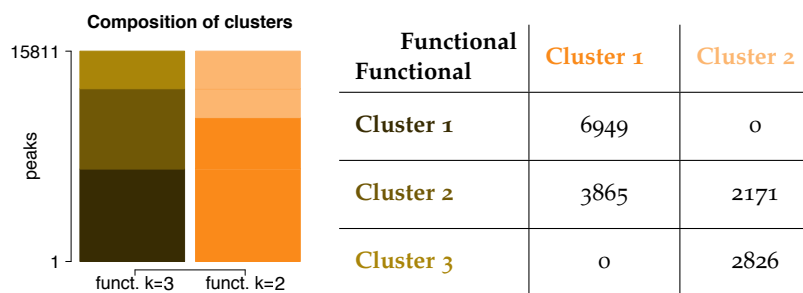 Composition of clusters
15811
peaks
1
funct. k=3 funct. k=2
Functional
Functional
Cluster 1 Cluster 2
Cluster 1 6949 0
Cluster 2 3865 2171
Cluster 3 0 2826